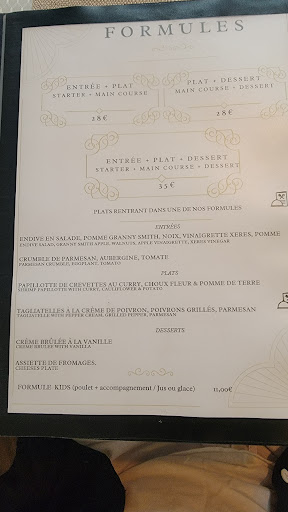 FORMULES
ENTRÉE + PLAT
STARTER + MAIN COURSE
28€
PLAT + DESSERT
MAIN COURSE + DESSERT
28€
ENTRÉE + PLAT + DESSERT
STARTER + MAIN COURSE + DESSERT
35€
PLATS RENTRANT DANS UNE DE NOS FORMULES
ENTRÉES
ENDIVE EN SALADE, POMME GRANNY SMITH, NOIX, VINAIGRETTE XERES, POMME
ENDIVE SALAD, GRANNY SMITH APPLE, WALNUTS, APPLE VINAIGRETTE, XERES VINEGAR
CRUMBLE DE PARMESAN, AUBERGINE, TOMATE
PARMESAN CRUMBLE, EGGPLANT, TOMATO
PLATS
PAPILLOTTE DE CREVETTES AU CURRY, CHOUX FLEUR & POMME DE TERRE
SHRIMP PAPILLOTTE WITH CURRY, CAULIFLOWER & POTATO
TAGLIATELLES A LA CRÉME DE POIVRON, POIVIRONS GRILLÉS, PARMESAN
TAGLIATELLE WITH PEPPER CREAM, GRILLED PEPPER, PARMESAN
DESSERTS
CRÉME BRÛLÉE À LA VANILLE
CREME BRULEE WITH VANILLA
ASSIETTE DE FROMAGES.
CHEESES PLATE
FORMULE KIDS (poulet + accompagnement / Jus ou glace) 11,00€